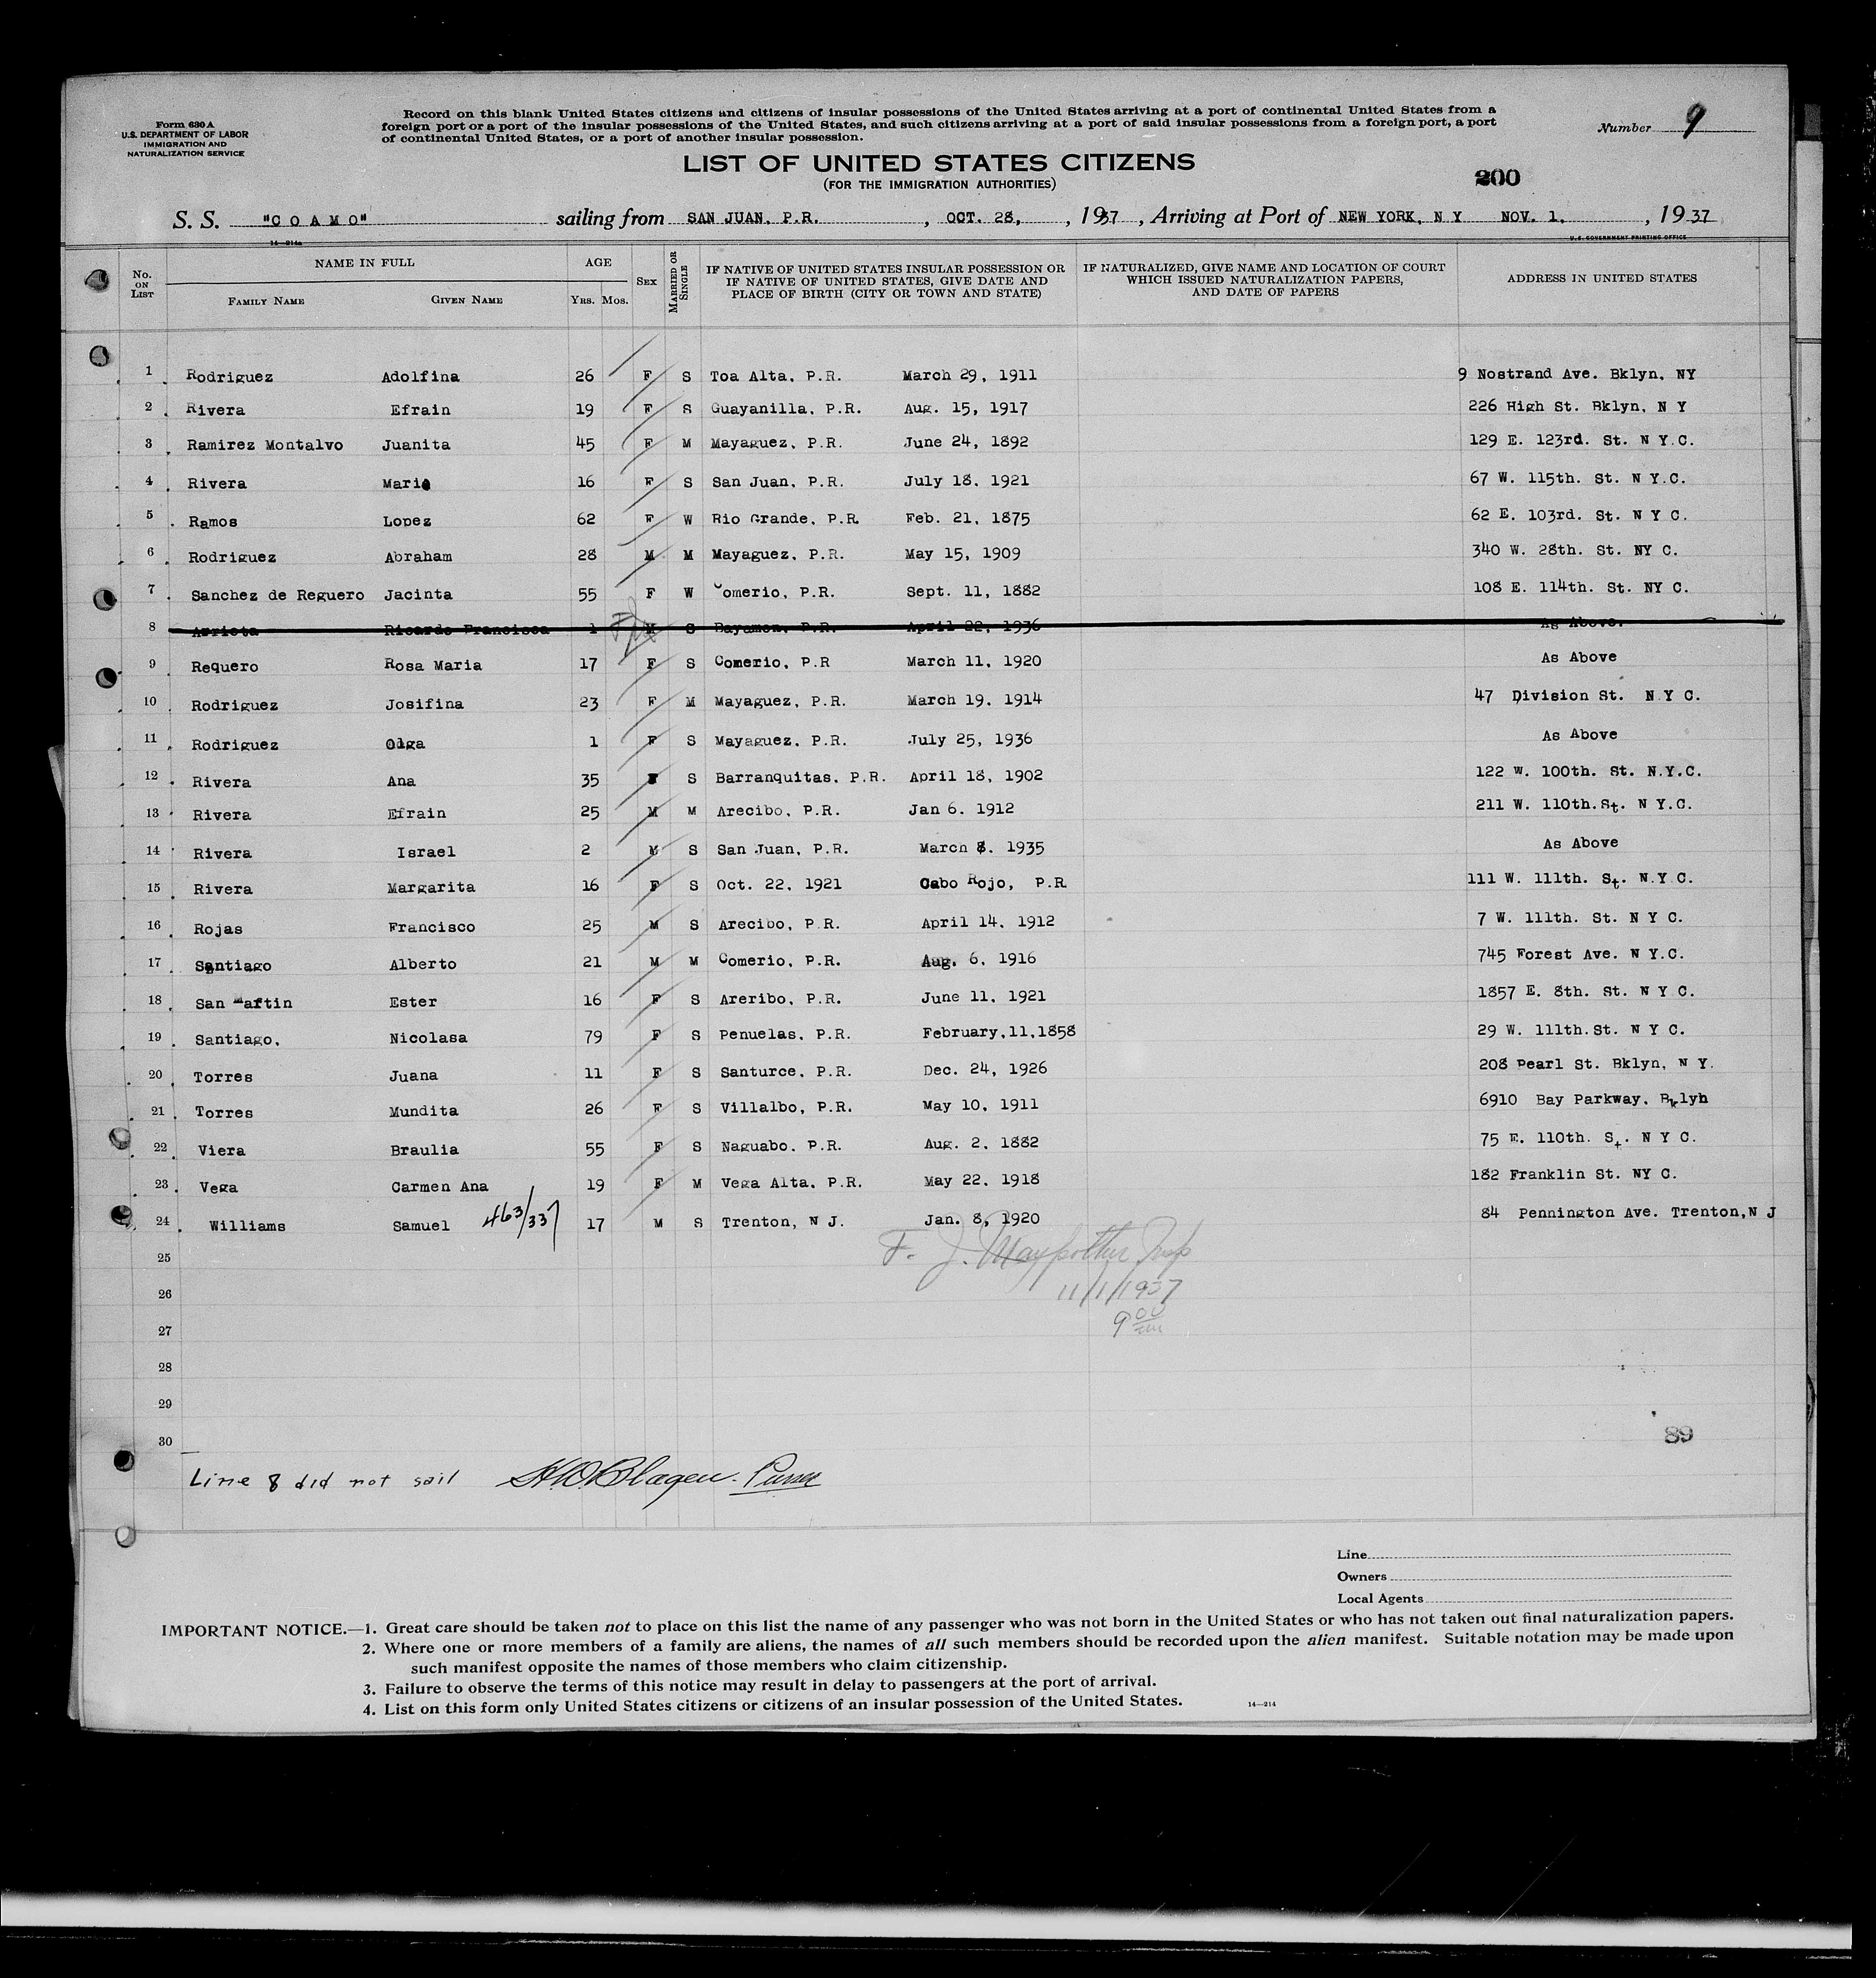 Form 630 A
U.S. DEPARTMENT OF LABOR
IMMIGRATION AND
NATURALIZATION SERVICE
Record on this blank United States citizens and citizens of insular possessions of the United States arriving at a port of continental United States from a
foreign port or a port of the insular possessions of the United States, and such citizens arriving at a port of said insular possessions from a foreign port, a port
of continental United States, or a port of another insular possession.
Number 9
LIST OF UNITED STATES CITIZENS
(FOR THE IMMIGRATION AUTHORITIES)
200
S. S. "COAMO" sailing from SAN JUAN, P.R. , OCT. 28, , 1937 , Arriving at Port of NEW YORK, N Y NOV. 1, , 1937
14—214a
U.S. GOVERNMENT PRINTING OFFICE
No. ON LIST NAME IN FULL FAMILY NAME GIVEN NAME AGE YRS. MOS. SEX MARRIED OR SINGLE IF NATIVE OF UNITED STATES INSULAR POSSESSION OR IF NATIVE OF UNITED STATES, GIVE DATE AND PLACE OF BIRTH (CITY OR TOWN AND STATE) IF NATURALIZED, GIVE NAME AND LOCATION OF COURT WHICH ISSUED NATURALIZATION PAPERS, AND DATE OF PAPERS ADDRESS IN UNITED STATES
1 Rodriguez Adolfina 26 F S Toa Alta, P.R. March 29, 1911 9 Nostrand Ave. Bklyn, NY
2 Rivera Efrain 19 F S Guayanilla, P.R. Aug. 15, 1917 226 High St. Bklyn, N Y
3 Ramirez Montalvo Juanita 45 F M Mayaguez, P.R. June 24, 1892 129 E. 123rd. St. N Y.C.
4 Rivera Maria 16 F S San Juan, P.R. July 18, 1921 67 W. 115th. St. N Y.C.
5 Ramos Lopez 62 F W Rio Grande, P.R. Feb. 21, 1875 62 E. 103rd. St. N Y C.
6 Rodriguez Abraham 28 M M Mayaguez, P.R. May 15, 1909 340 W. 28th. St. NY C.
7 Sanchez de Reguero Jacinta 55 F W Comerio, P.R. Sept. 11, 1882 108 E. 114th. St. NY C.
8 Arrieta Ricardo Francisca 1 M S Bayamon, P.R. April 22, 1936 As Above.
9 Requero Rosa Maria 17 F S Comerio, P.R March 11, 1920 As Above
10 Rodriguez Josifina 23 F M Mayaguez, P.R. March 19. 1914 47 Division St. N Y C.
11 Rodriguez Olga 1 F S Mayaguez, P.R. July 25, 1936 As Above
12 Rivera Ana 35 F S Barranquitas, P.R. April 18, 1902 122 W. 100th. St. N.Y.C.
13 Rivera Efrain 25 M M Arecibo, P.R. Jan 6. 1912 211 W. 110th.St. N Y.C.
14 Rivera Israel 2 M S San Juan, P.R. March 8. 1935 As Above
15 Rivera Margarita 16 F S Oct. 22, 1921 Cabo Rojo, P.R 111 W. 111th. St. N.Y.C.
16 Rojas Francisco 25 M S Arecibo, P.R. April 14, 1912 7 W. 111th. St. N Y C.
17 Santiago Alberto 21 M M Comerio, P.R. Aug. 6, 1916 745 Forest Ave. N Y.C.
18 San Maftin Ester 16 F S Areribo, P.R. June 11, 1921 1857 E. 8th. St. N Y C.
19 Santiago, Nicolasa 79 F S Penuelas, P.R. February,11,1858 29 W. 111th.St. N Y C.
20 Torres Juana 11 F S Santurce, P.R. Dec. 24, 1926 208 Pearl St. Bklyn, N Y.
21 Torres Mundita 26 F S Villalbo, P.R. May 10, 1911 6910 Bay Parkway, Bklyn
22 Viera Braulia 55 F S Naguabo, P.R. Aug. 2, 1882 75 E. 110th. St. N Y C.
23 Vega Carmen Ana 19 F M Vega Alta, P.R. May 22, 1918 182 Franklin St. NY C.
24 Williams Samuel 463/337 17 M S Trenton, N J. Jan. 8, 1920 84 Pennington Ave. Trenton,N J
25
F. J.
26
11/1/1937
27
9 00
28
29
30
89
Line 8 did not sail Purser
Line
Owners
Local Agents
IMPORTANT NOTICE.—1. Great care should be taken not to place on this list the name of any passenger who was not born in the United States or who has not taken out final naturalization papers.
2. Where one or more members of a family are aliens, the names of all such members should be recorded upon the alien manifest. Suitable notation may be made upon
such manifest opposite the names of those members who claim citizenship.
3. Failure to observe the terms of this notice may result in delay to passengers at the port of arrival.
4. List on this form only United States citizens or citizens of an insular possession of the United States.
14—214